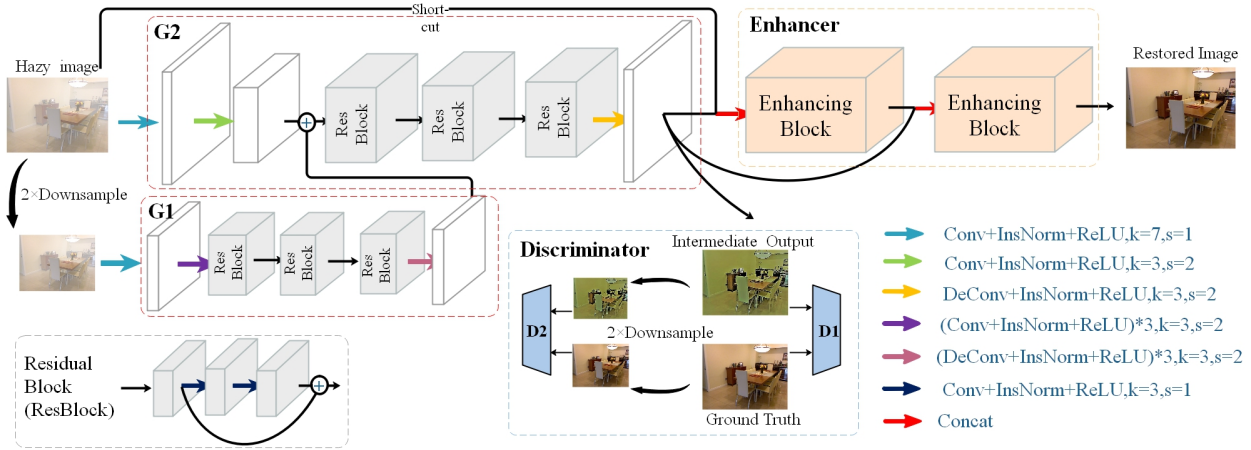 Short-
cut
G2
Enhancer
Hazy image
Restored Image
Res
Block
Res
Block
Res
Block
+
Enhancing
Block
Enhancing
Block
2×Downsample
G1
Res
Block
Res
Block
Res
Block
Discriminator
Intermediate Output
D2
2×Downsample
D1
Ground Truth
Residual
Block
(ResBlock)
+
Conv+InsNorm+ReLU,k=7,s=1
Conv+InsNorm+ReLU,k=3,s=2
DeConv+InsNorm+ReLU,k=3,s=2
(Conv+InsNorm+ReLU)*3,k=3,s=2
(DeConv+InsNorm+ReLU)*3,k=3,s=2
Conv+InsNorm+ReLU,k=3,s=1
Concat